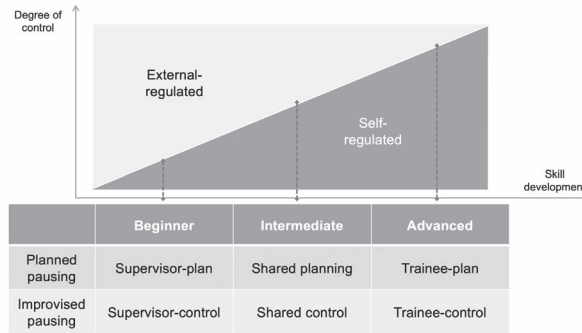 Degree of
control
External-
regulated
Self-
regulated
Skill
development
Beginner Intermediate Advanced
Planned
pausing
Supervisor-plan Shared planning Trainee-plan
Improvised
pausing
Supervisor-control Shared control Trainee-control